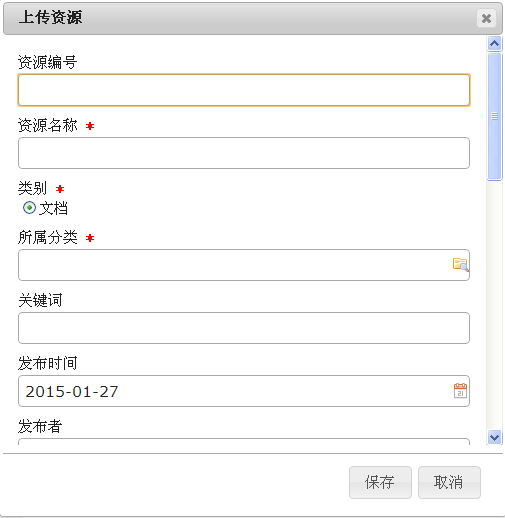 上传资源
资源编号
资源名称 *
类别 *
文档
所属分类 *
关键词
发布时间
2015-01-27
发布者
保存 取消